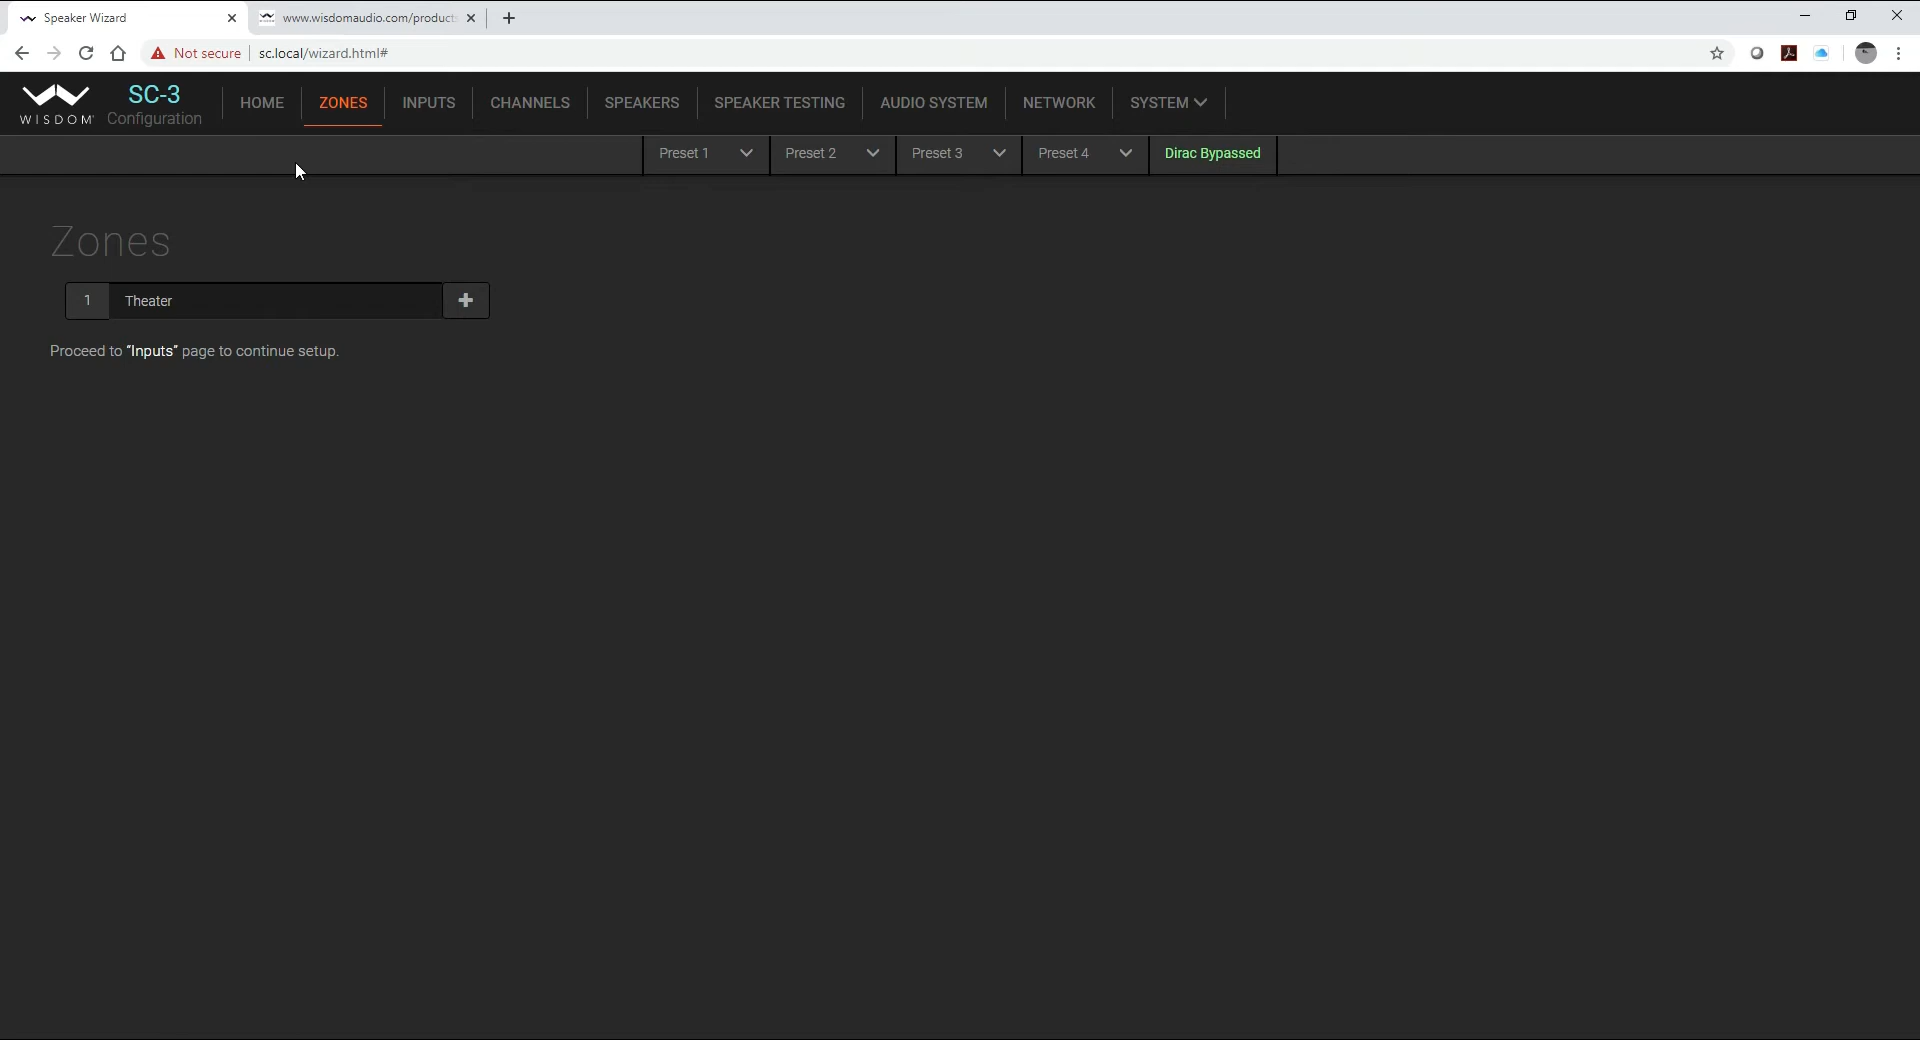 Speaker Wizard
www.wisdomaudio.com/product
Not secure
sc.local/wizard.html#
WISDOM
SC-3
Configuration
HOME
ZONES
INPUTS
CHANNELS
SPEAKERS
SPEAKER TESTING
AUDIO SYSTEM
NETWORK
SYSTEM
Preset 1
Preset 2
Preset 3
Preset 4
Dirac Bypassed
Zones
1
Theater
Proceed to “Inputs” page to continue setup.